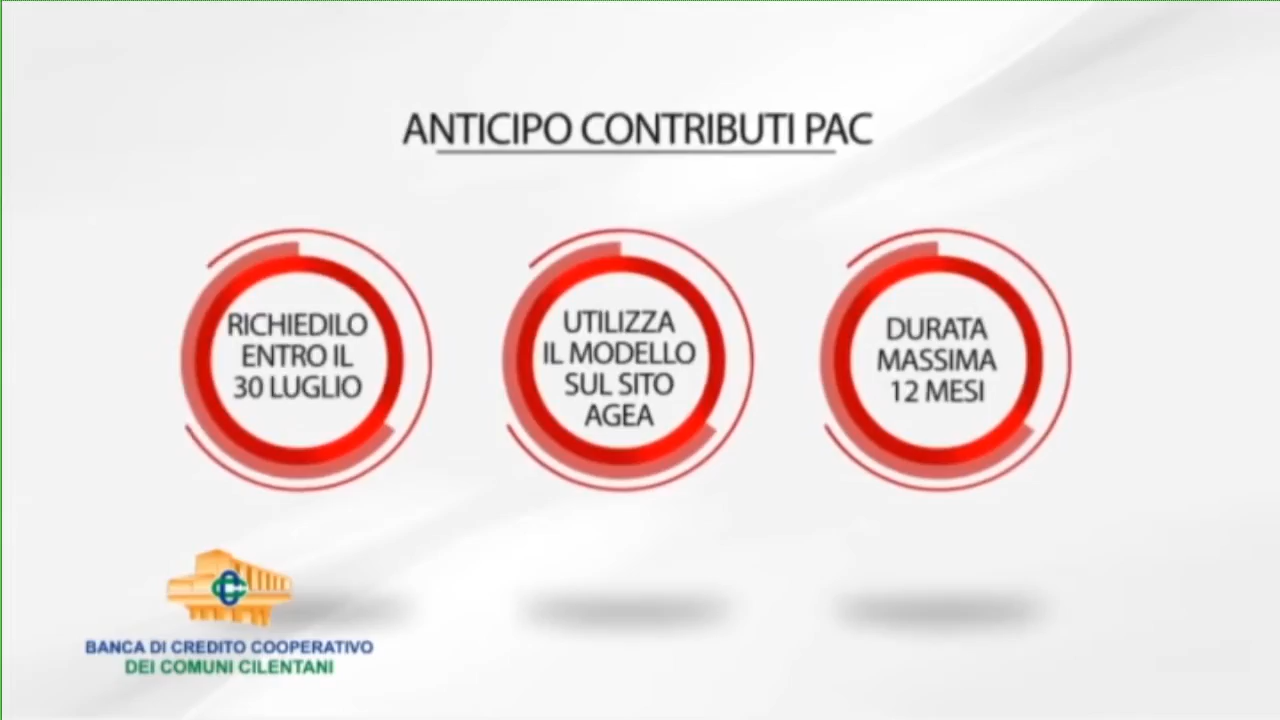 ANTICIPO CONTRIBUTI PAC
RICHIEDILO
ENTRO IL
30 LUGLIO
UTILIZZA
IL MODELLO
SUL SITO
AGEA
DURATA
MASSIMA
12 MESI
BANCA DI CREDITO COOPERATIVO
DEI COMUNI CILENTANI